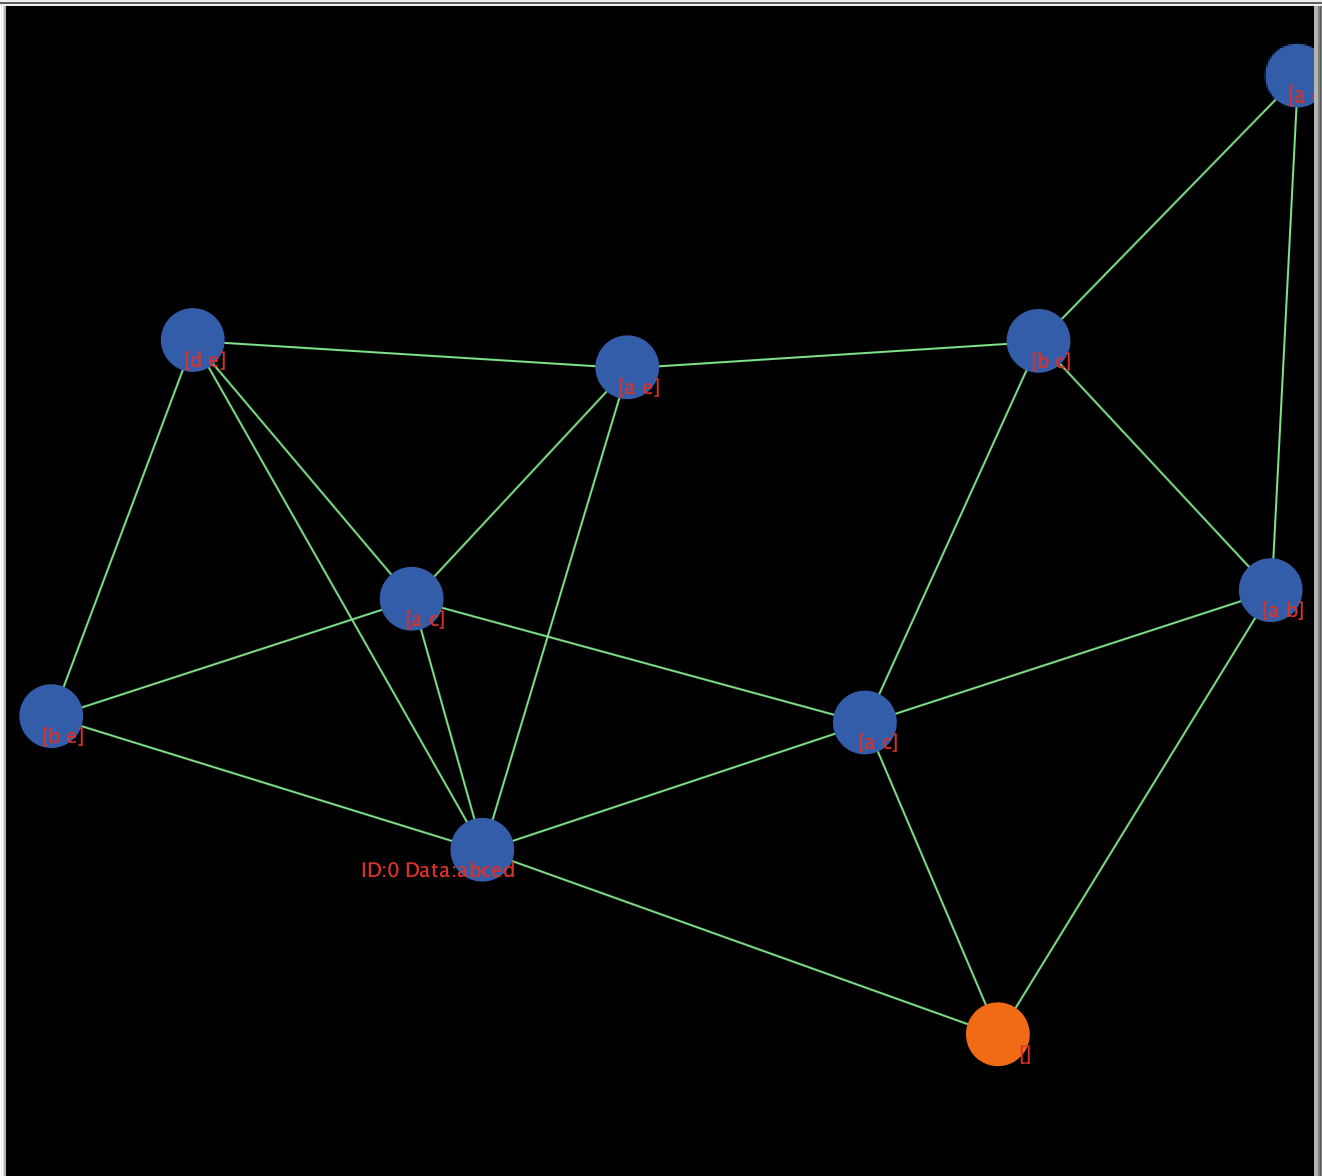 [a
[d e]
[a e]
[b c]
[a c]
[a b]
[b e]
[a c]
ID:0 Data:abced
[]